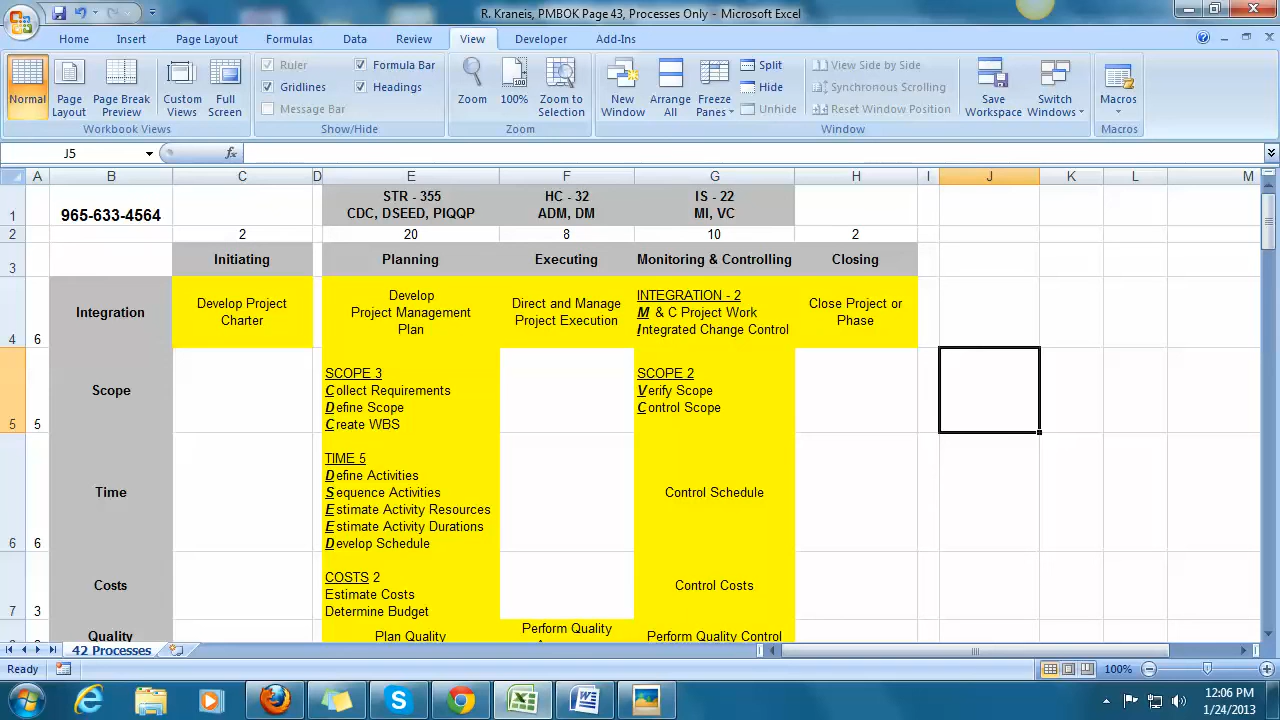 R. Kraneis, PMBOK Page 43, Processes Only - Microsoft Excel
Home Insert Page Layout Formulas Data Review View Developer Add-Ins
Normal
Page Layout
Page Break Preview
Custom Views
Full Screen
Workbook Views
Ruler
Gridlines
Message Bar
Formula Bar
Headings
Show/Hide
Zoom
100%
Zoom to Selection
Zoom
New Window
Arrange All
Freeze Panes
Split
Hide
Unhide
View Side by Side
Synchronous Scrolling
Reset Window Position
Save Workspace
Switch Windows
Window
Macros
Macros
J5
fx
A B C D E F G H I J K L M
1
965-633-4564
STR - 355
CDC, DSEED, PIQQP
HC - 32
ADM, DM
IS - 22
MI, VC
2
2 20 8 10 2
3
Initiating Planning Executing Monitoring & Controlling Closing
4
6
Integration
Develop Project
Charter
Develop
Project Management
Plan
Direct and Manage
Project Execution
INTEGRATION - 2
M & C Project Work
Integrated Change Control
Close Project or
Phase
5
5
Scope
SCOPE 3
Collect Requirements
Define Scope
Create WBS
SCOPE 2
Verify Scope
Control Scope
6
6
Time
TIME 5
Define Activities
Sequence Activities
Estimate Activity Resources
Estimate Activity Durations
Develop Schedule
Control Schedule
7
3
Costs
COSTS 2
Estimate Costs
Determine Budget
Control Costs
Quality
Plan Quality
Perform Quality
Perform Quality Control
42 Processes
Ready
100%
12:06 PM
1/24/2013